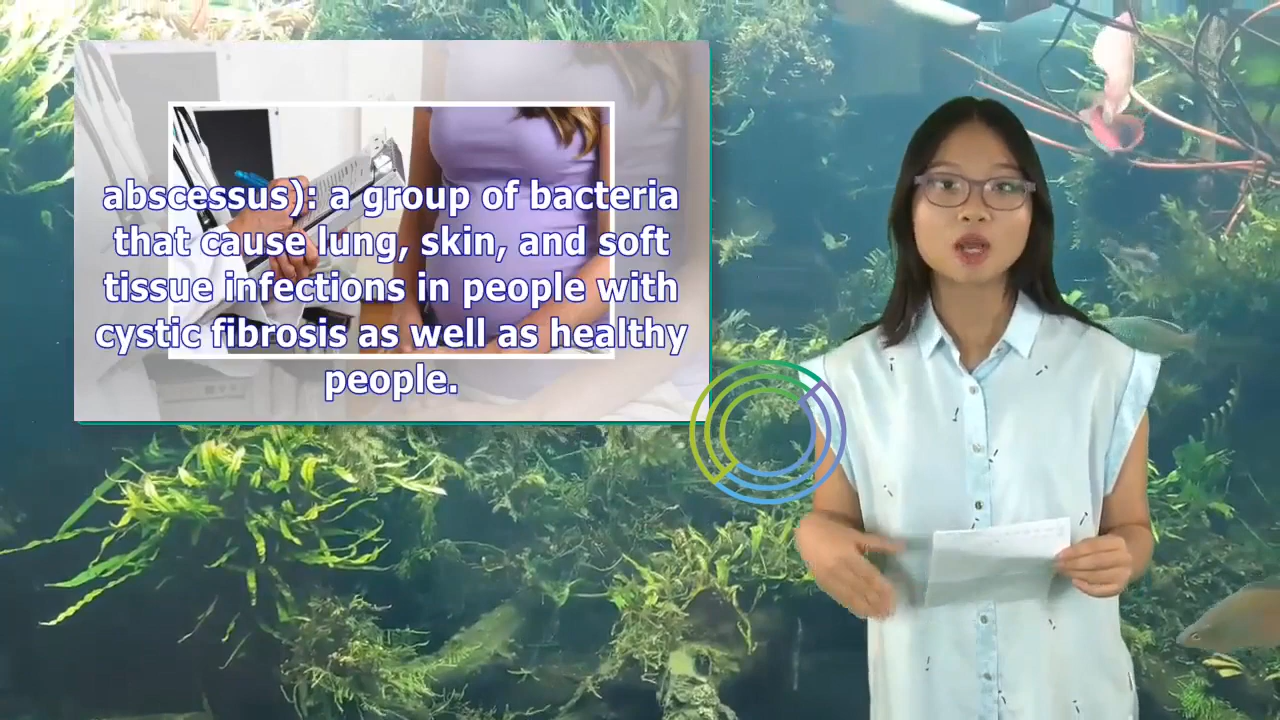 abscessus): a group of bacteria
that cause lung, skin, and soft
tissue infections in people with
cystic fibrosis as well as healthy
people.